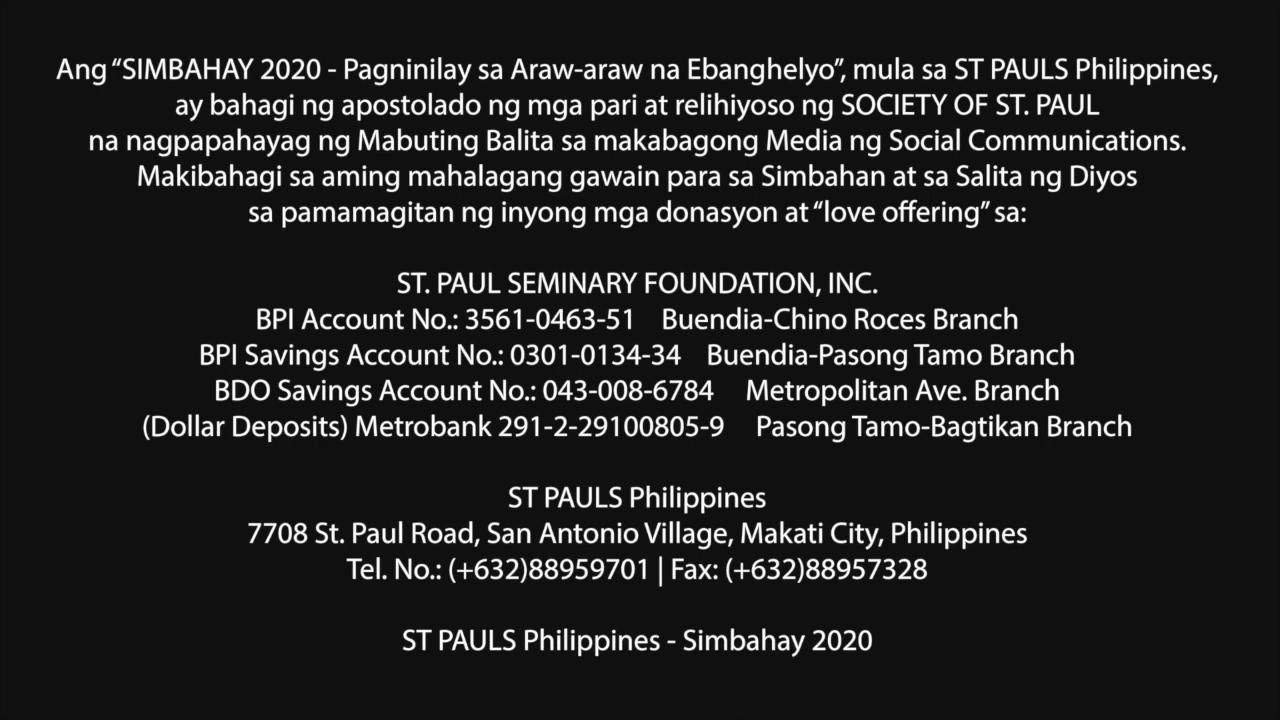 Ang “SIMBAHAY 2020 - Pagninilay sa Araw-araw na Ebanghelyo”, mula sa ST PAULS Philippines,
ay bahagi ng apostolado ng mga pari at relihiyoso ng SOCIETY OF ST. PAUL
na nagpapahayag ng Mabuting Balita sa makabagong Media ng Social Communications.
Makibahagi sa aming mahalagang gawain para sa Simbahan at sa Salita ng Diyos
sa pamamagitan ng inyong mga donasyon at “love offering” sa:
ST. PAUL SEMINARY FOUNDATION, INC.
BPI Account No.: 3561-0463-51 Buendia-Chino Roces Branch
BPI Savings Account No.: 0301-0134-34 Buendia-Pasong Tamo Branch
BDO Savings Account No.: 043-008-6784 Metropolitan Ave. Branch
(Dollar Deposits) Metrobank 291-2-29100805-9 Pasong Tamo-Bagtikan Branch
ST PAULS Philippines
7708 St. Paul Road, San Antonio Village, Makati City, Philippines
Tel. No.: (+632)88959701 | Fax: (+632)88957328
ST PAULS Philippines - Simbahay 2020